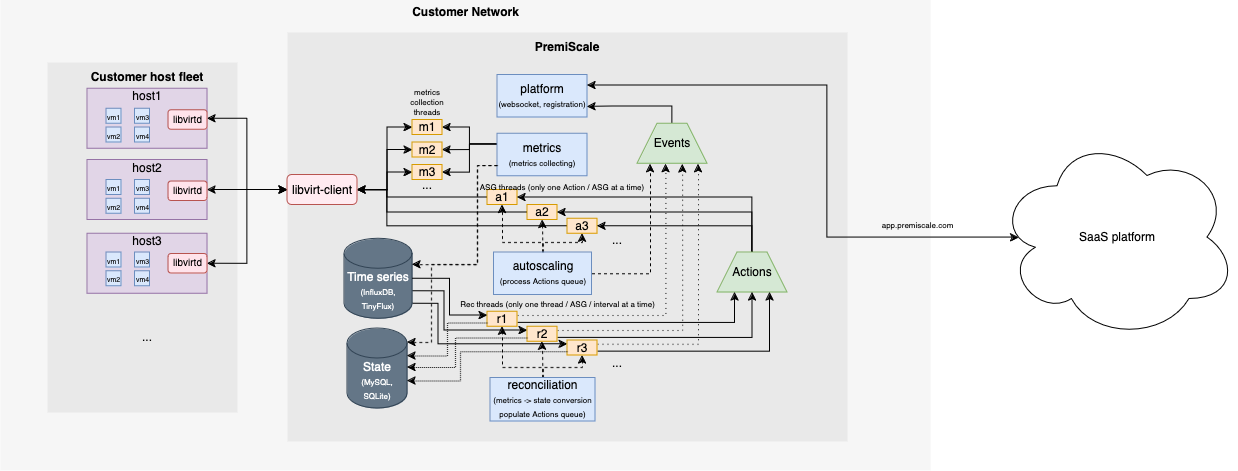 Customer Network
PremiScale
Customer host fleet
host1
vm1
vm3
vm2
vm4
libvirtd
host2
vm1
vm3
vm2
vm4
libvirtd
host3
vm1
vm3
vm2
vm4
libvirtd
...
libvirt-client
metrics
collection
threads
m1
m2
m3
...
platform
(websocket, registration)
metrics
(metrics collecting)
Events
ASG threads (only one Action / ASG at a time)
a1
a2
a3
...
autoscaling
(process Actions queue)
Actions
Time series
(InfluxDB,
TinyFlux)
State
(MySQL,
SQLite)
Rec threads (only one thread / ASG / interval at a time)
r1
r2
r3
...
reconciliation
(metrics -> state conversion
populate Actions queue)
app.premiscale.com
SaaS platform